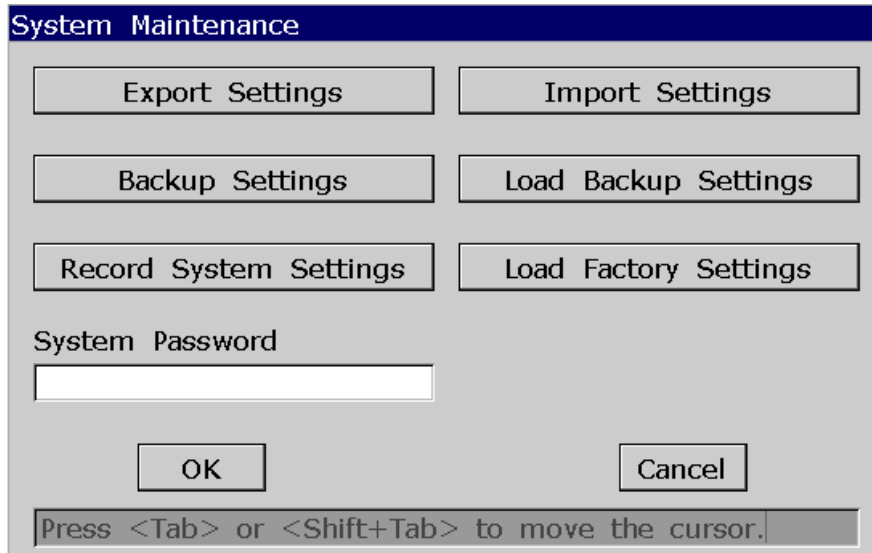 System Maintenance
Export Settings
Import Settings
Backup Settings
Load Backup Settings
Record System Settings
Load Factory Settings
System Password
OK
Cancel
Press <Tab> or <Shift+Tab> to move the cursor.